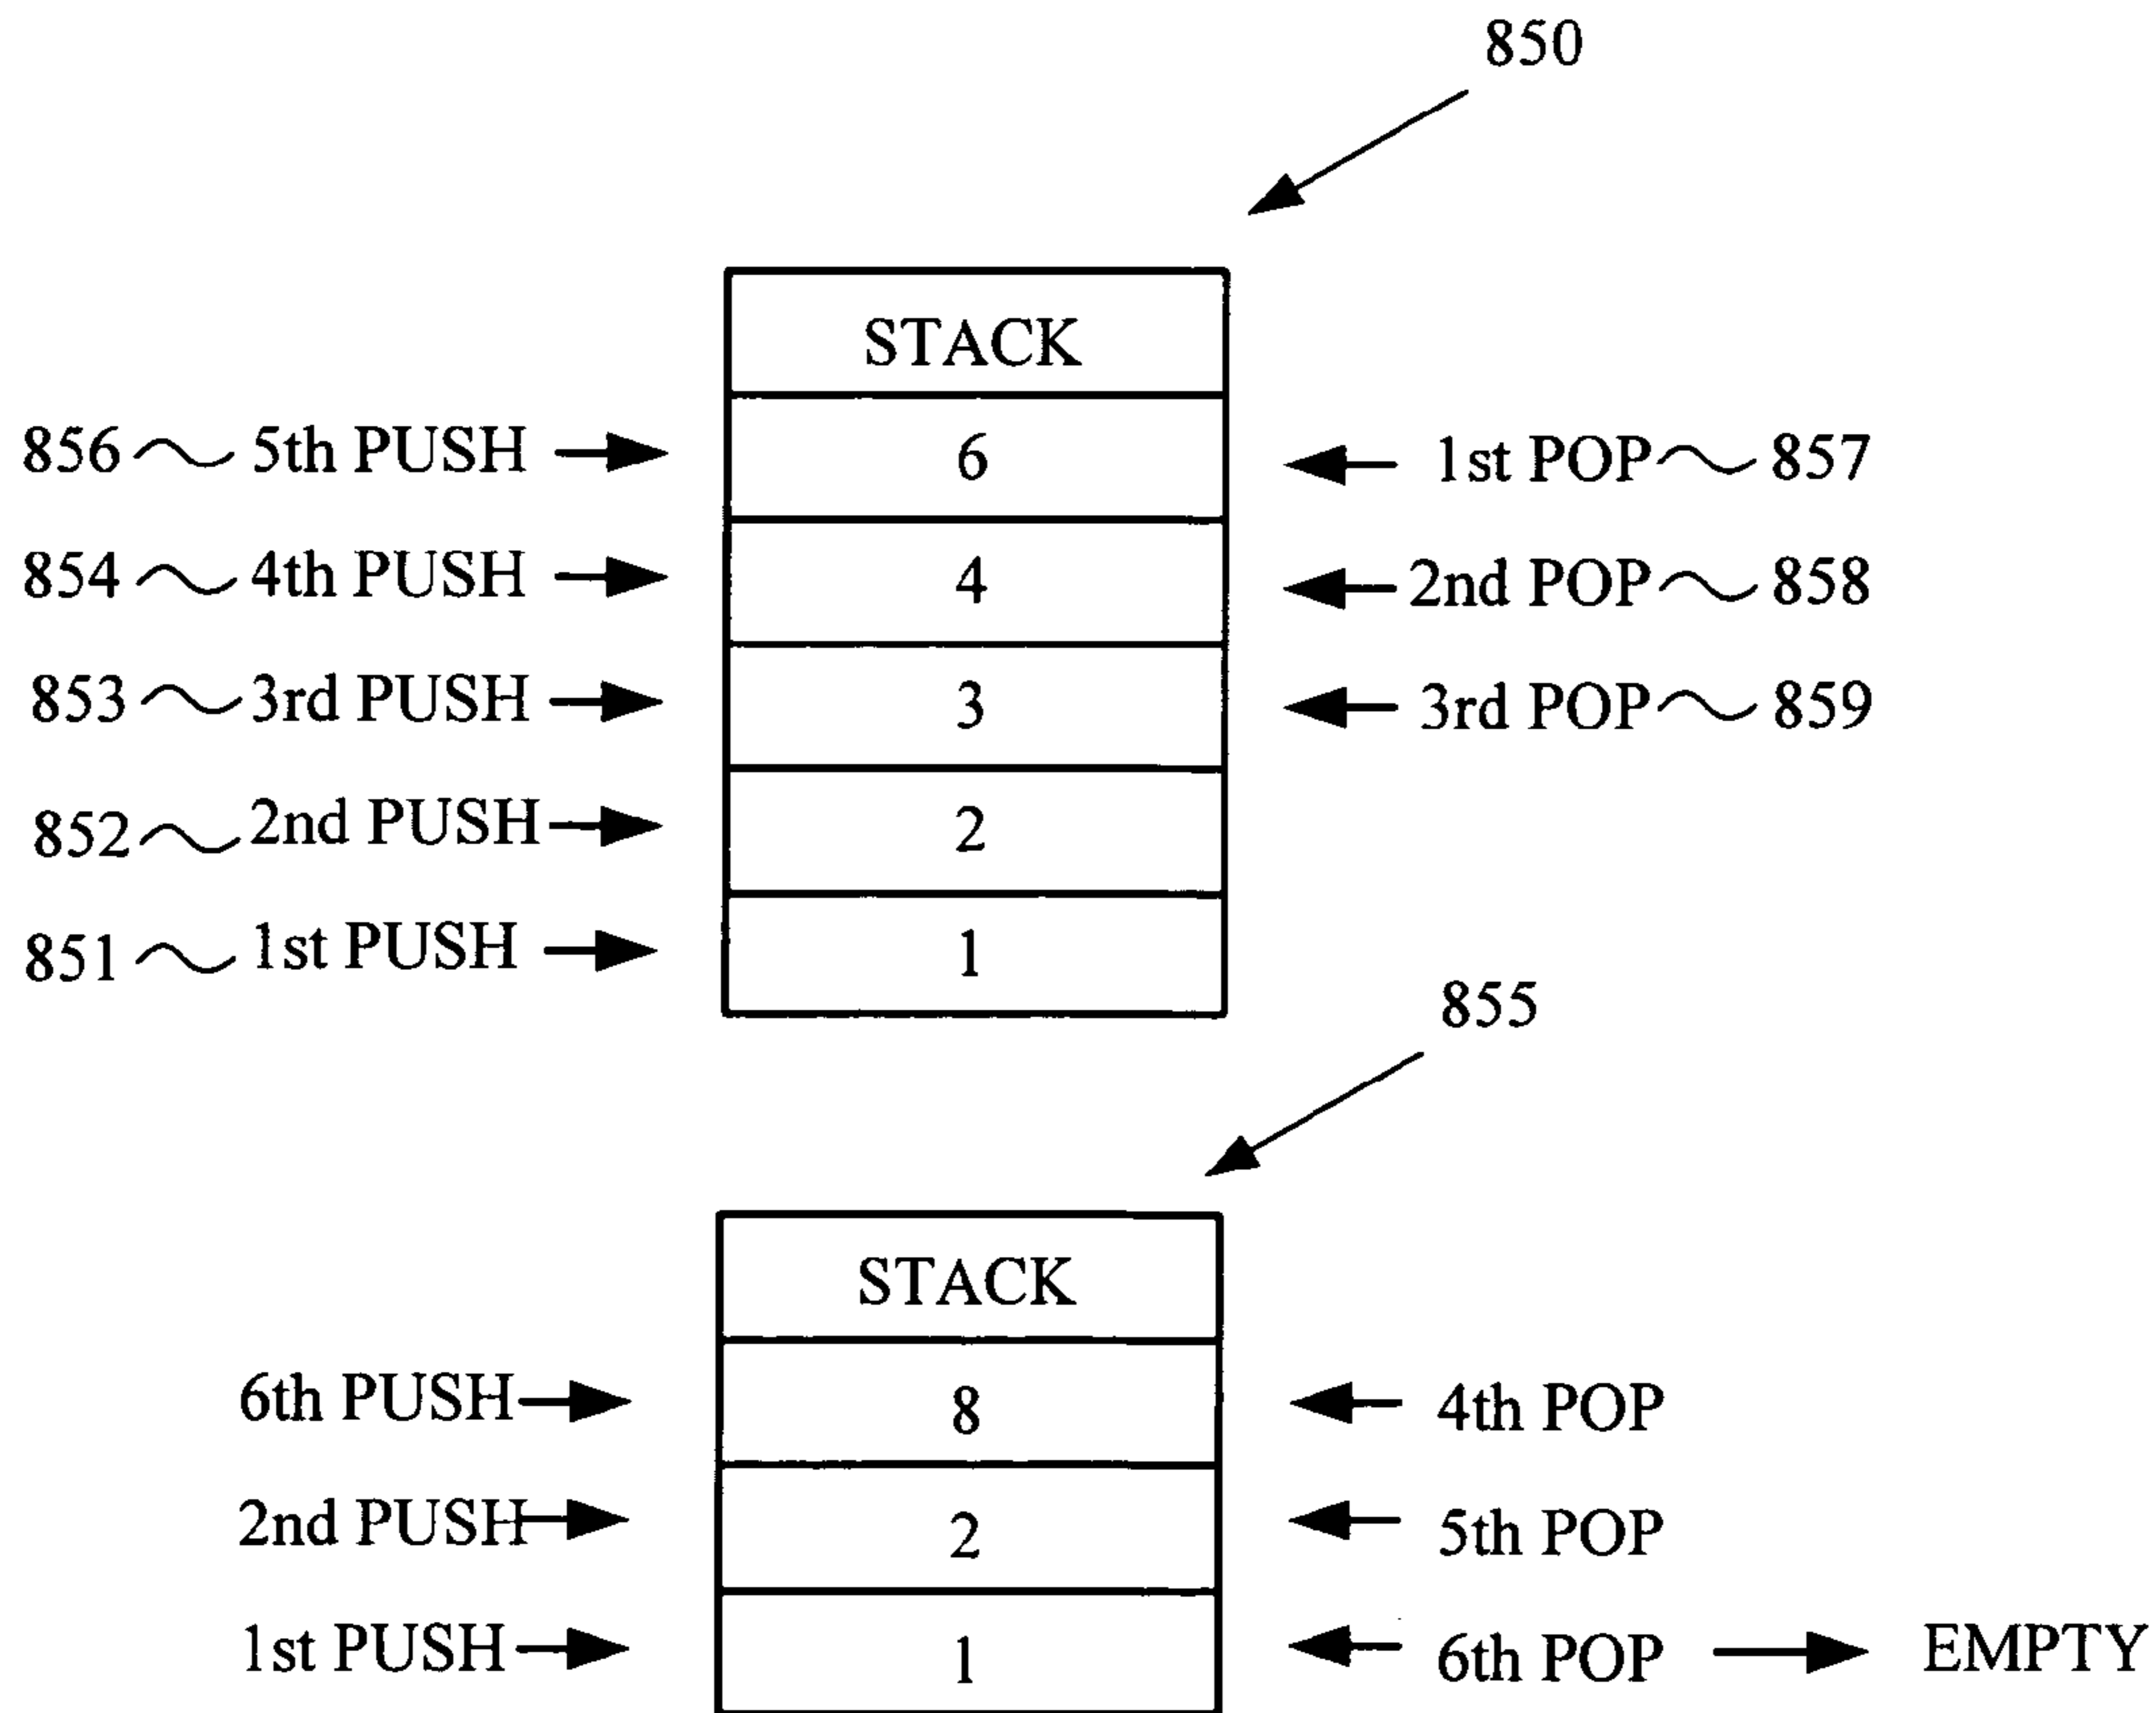 850
STACK
856 5th PUSH 6 1st POP 857
854 4th PUSH 4 2nd POP 858
853 3rd PUSH 3 3rd POP 859
852 2nd PUSH 2
851 1st PUSH 1
855
STACK
6th PUSH 8 4th POP
2nd PUSH 2 5th POP
1st PUSH 1 6th POP EMPTY